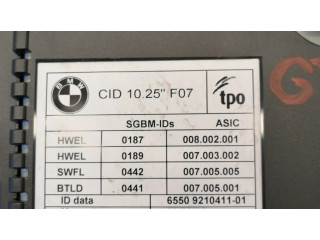 BMW
CID 10.25" F07
tpo
SGBM-IDs ASIC
HWEL 0187 008.002.001
HWEL 0189 007.003.002
SWFL 0442 007.005.005
BTLD 0441 007.005.001
ID data 6550 9210411-01